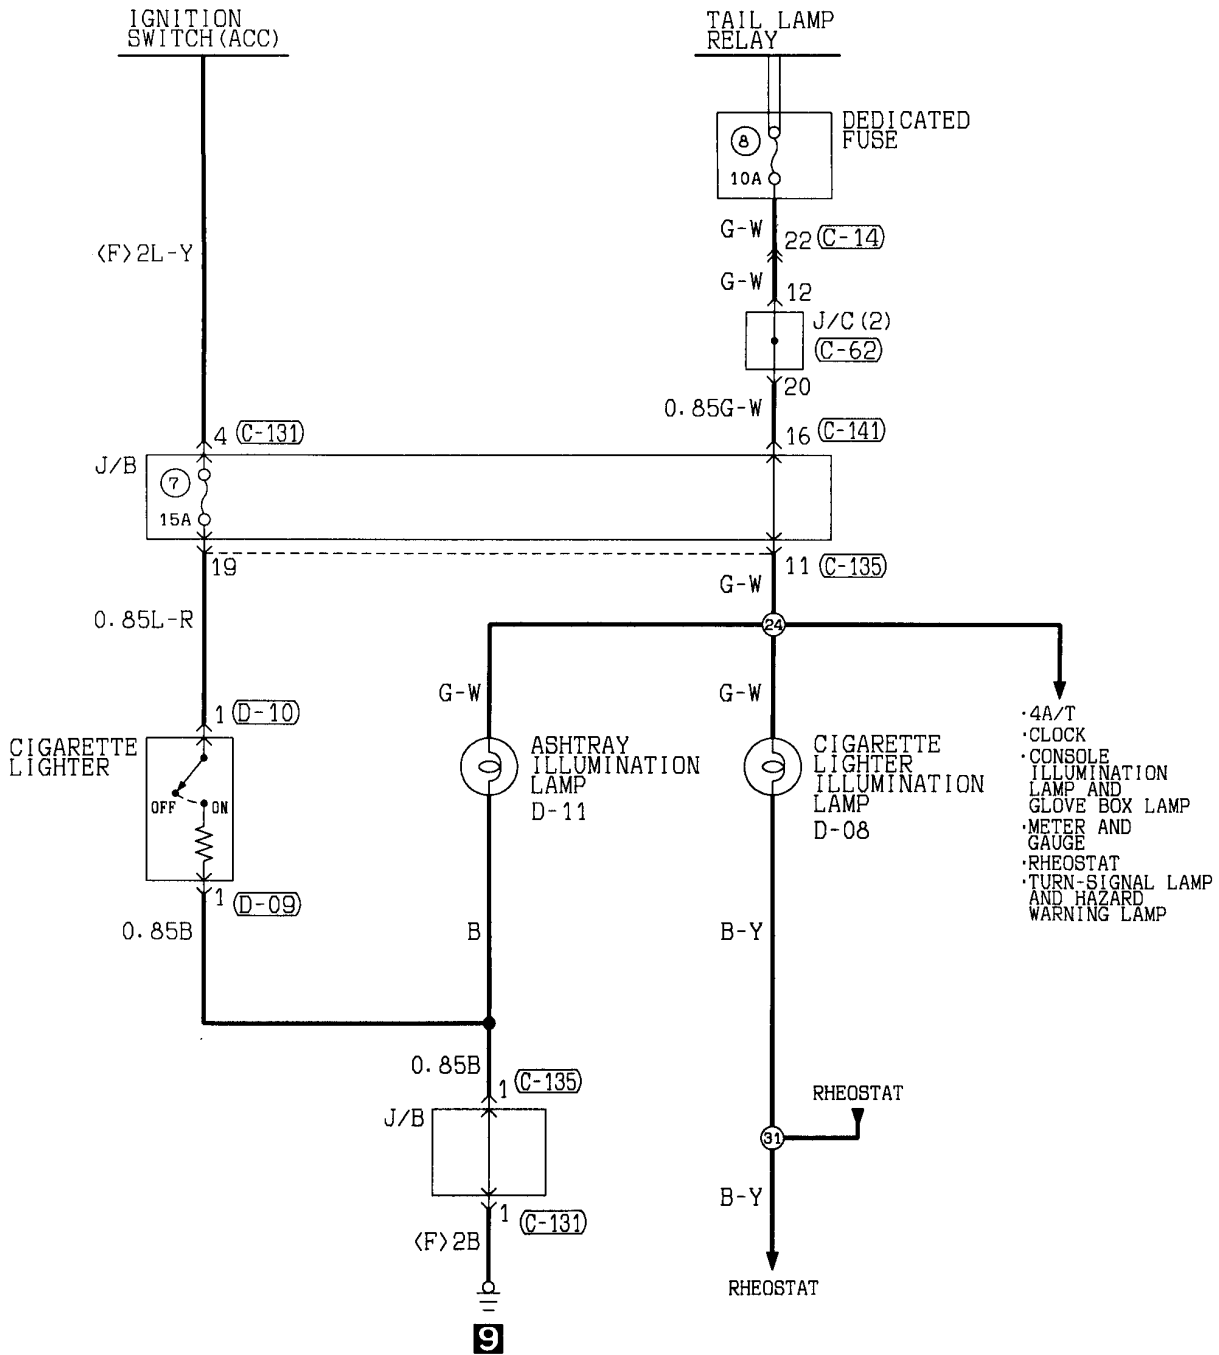 IGNITION
SWITCH(ACC)
TAIL LAMP
RELAY
DEDICATED
FUSE
8
10A
G-W
22 (C-14)
<F>2L-Y
G-W
12
J/C(2)
(C-62)
20
0.85G-W
4 (C-131)
16 (C-141)
J/B
7
15A
19
11 (C-135)
G-W
0.85L-R
24
G-W
G-W
1 (D-10)
CIGARETTE
LIGHTER
OFF
ON
ASHTRAY
ILLUMINATION
LAMP
D-11
CIGARETTE
LIGHTER
ILLUMINATION
LAMP
D-08
·4A/T
·CLOCK
·CONSOLE
ILLUMINATION
LAMP AND
GLOVE BOX LAMP
·METER AND
GAUGE
·RHEOSTAT
·TURN-SIGNAL LAMP
AND HAZARD
WARNING LAMP
1 (D-09)
0.85B
B
B-Y
0.85B
1 (C-135)
J/B
RHEOSTAT
31
B-Y
1 (C-131)
<F>2B
RHEOSTAT
9